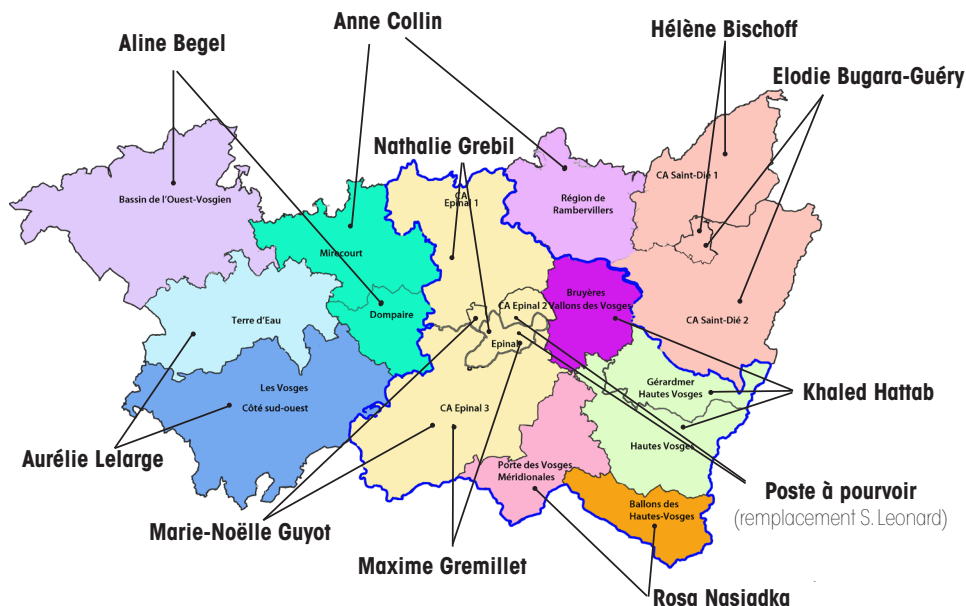 Anne Collin
Hélène Bischoff
Aline Begel
Elodie Bugara-Guéry
Nathalie Grebil
CA Saint-Dié 1
CA
Epinal 1
Bassin de l'Ouest-Vosgien
Région de
Rambervillers
Mirecourt
Bruyères
Vallons des Vosges
CA Epinal 2
Dompaire
Terre d'Eau
CA Saint-Dié 2
Epinal
Gérardmer
Hautes Vosges
Les Vosges
Côté sud-ouest
Khaled Hattab
CA Epinal 3
Hautes Vosges
Aurélie Lelarge
Porte des Vosges
Méridionales
Poste à pourvoir
(remplacement S. Leonard)
Ballons des
Hautes-Vosges
Marie-Noëlle Guyot
Maxime Gremillet
Rosa Nasiadka